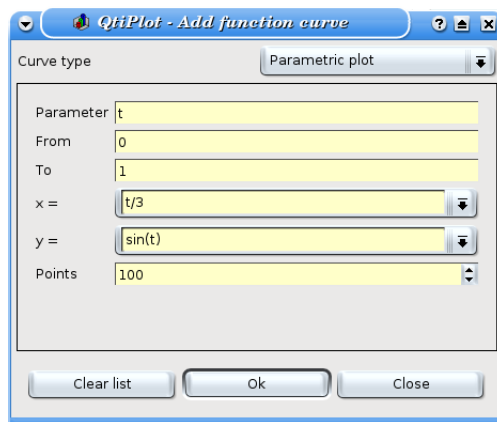 QtiPlot - Add function curve
Curve type Parametric plot
Parameter t
From 0
To 1
x = t/3
y = sin(t)
Points 100
Clear list Ok Close